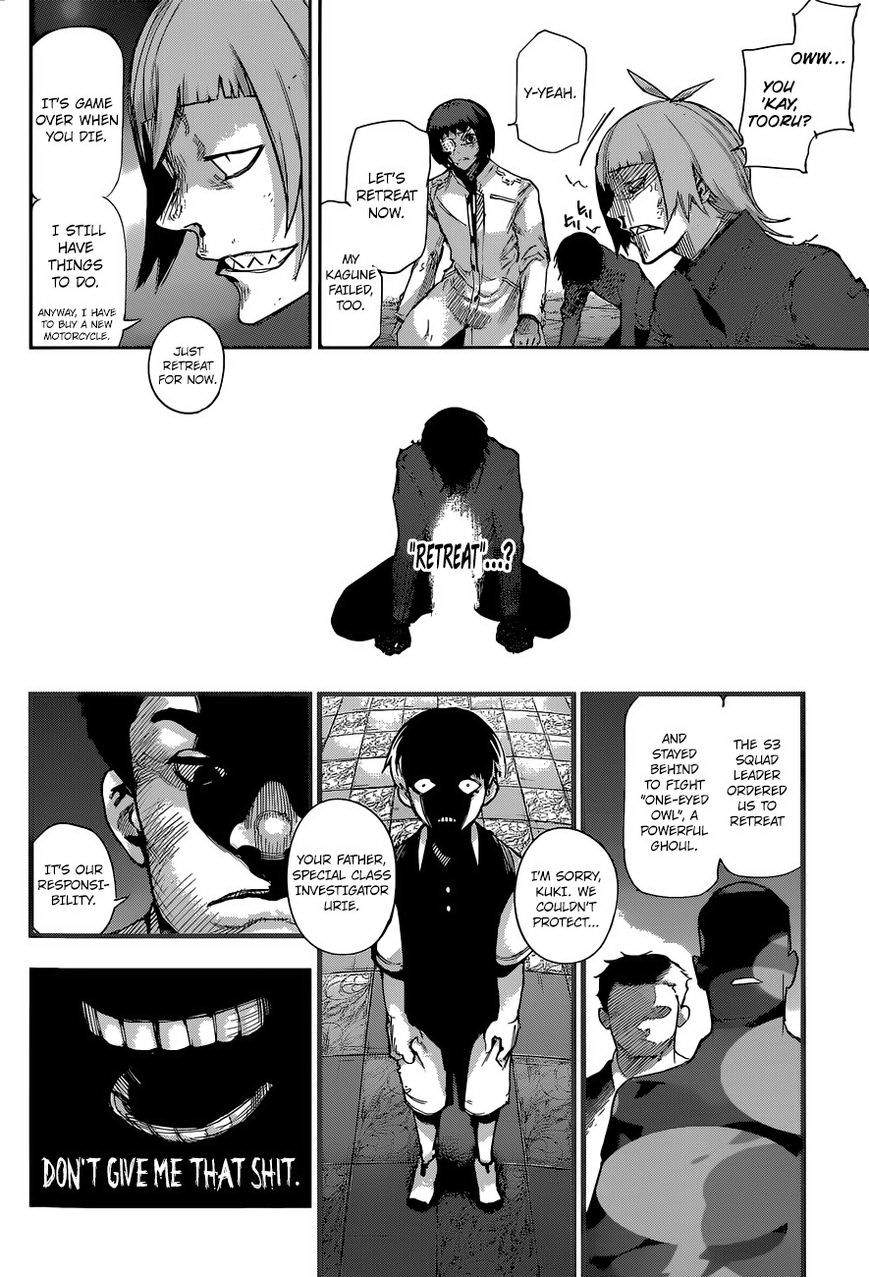 OWW...
YOU
'KAY,
TOORU?
Y-YEAH.
LET'S
RETREAT
NOW.
MY
KAGUNE
FAILED,
TOO.
IT'S GAME
OVER WHEN
YOU DIE.
I STILL
HAVE
THINGS
TO DO.
ANYWAY, I HAVE
TO BUY A NEW
MOTORCYCLE.
JUST
RETREAT
FOR NOW.
"RETREAT"...?
THE S3
SQUAD
LEADER
ORDERED
US TO
RETREAT
AND
STAYED
BEHIND
TO FIGHT
"ONE-EYED
OWL", A
POWERFUL
GHOUL.
I'M SORRY,
KUKI. WE
COULDN'T
PROTECT...
YOUR FATHER,
SPECIAL CLASS
INVESTIGATOR
URIE.
IT'S OUR
RESPONSI-
BILITY.
DON'T GIVE ME THAT SHIT.